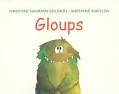 CHRISTINE NAUMANN-VILLEMIN / MARIANNE BARCILON
Gloups